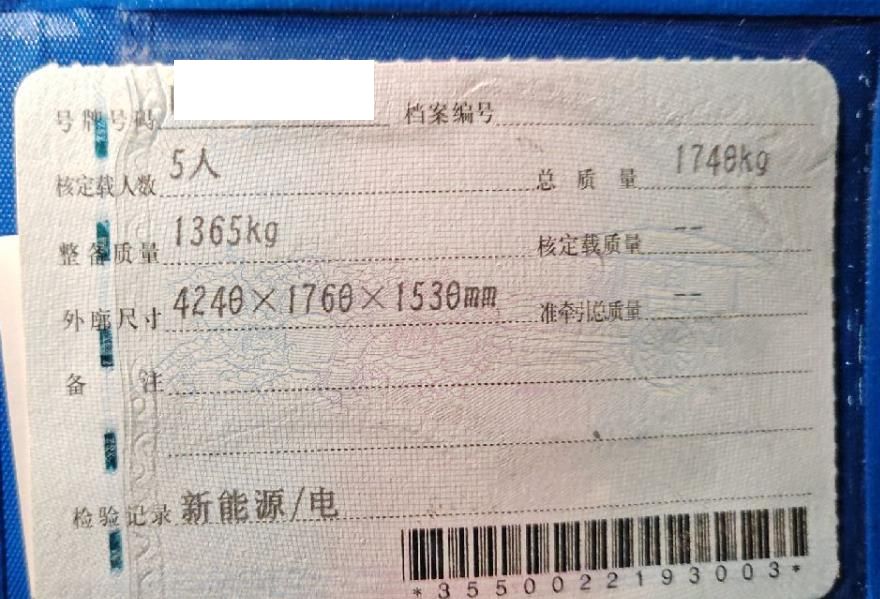 号牌号码 档案编号
核定载人数 5人 总质量 1740kg
整备质量 1365kg 核定载质量 --
外廓尺寸 4240×1760×1530mm 准牵引总质量 --
备注
检验记录 新能源/电
*3550022193003*